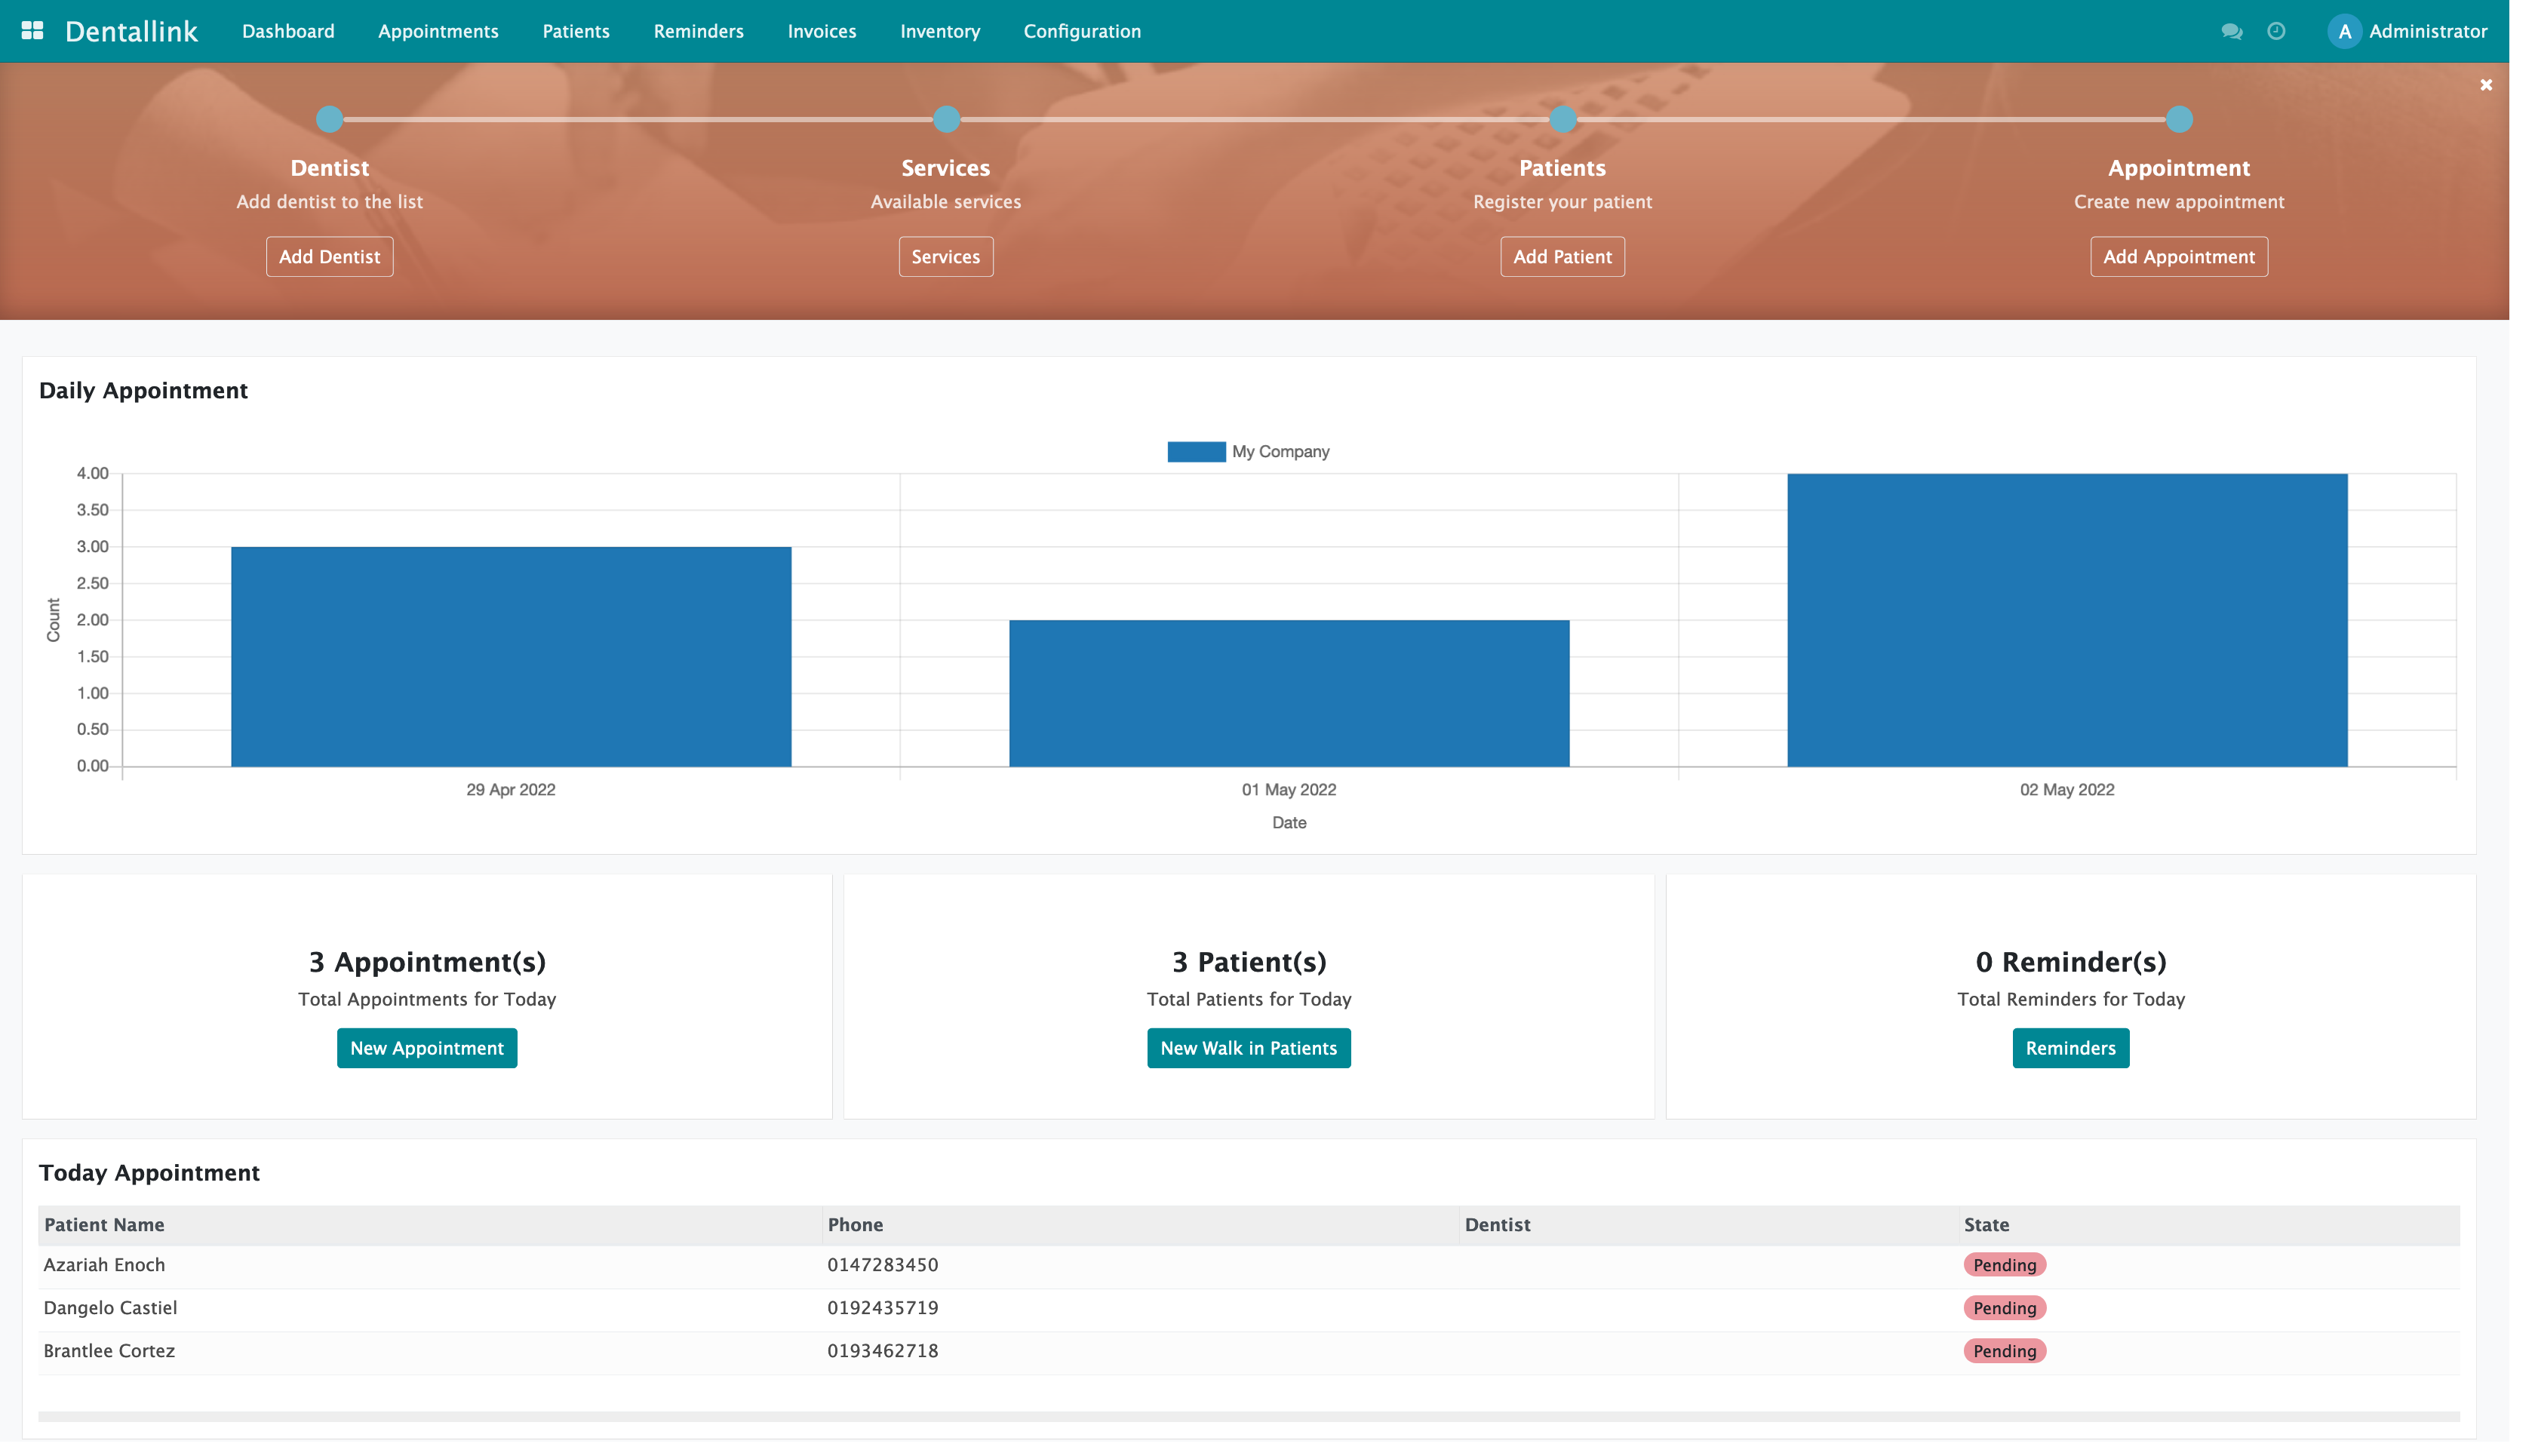 Dentallink Dashboard Appointments Patients Reminders Invoices Inventory Configuration A Administrator
Dentist Services Patients Appointment
Add dentist to the list Available services Register your patient Create new appointment
Add Dentist Services Add Patient Add Appointment
Daily Appointment
My Company
4.00
3.50
3.00
2.50
2.00
1.50
1.00
0.50
0.00
Count
29 Apr 2022 01 May 2022 02 May 2022
Date
3 Appointment(s) 3 Patient(s) 0 Reminder(s)
Total Appointments for Today Total Patients for Today Total Reminders for Today
New Appointment New Walk in Patients Reminders
Today Appointment
Patient Name Phone Dentist State
Azariah Enoch 0147283450 Pending
Dangelo Castiel 0192435719 Pending
Brantlee Cortez 0193462718 Pending